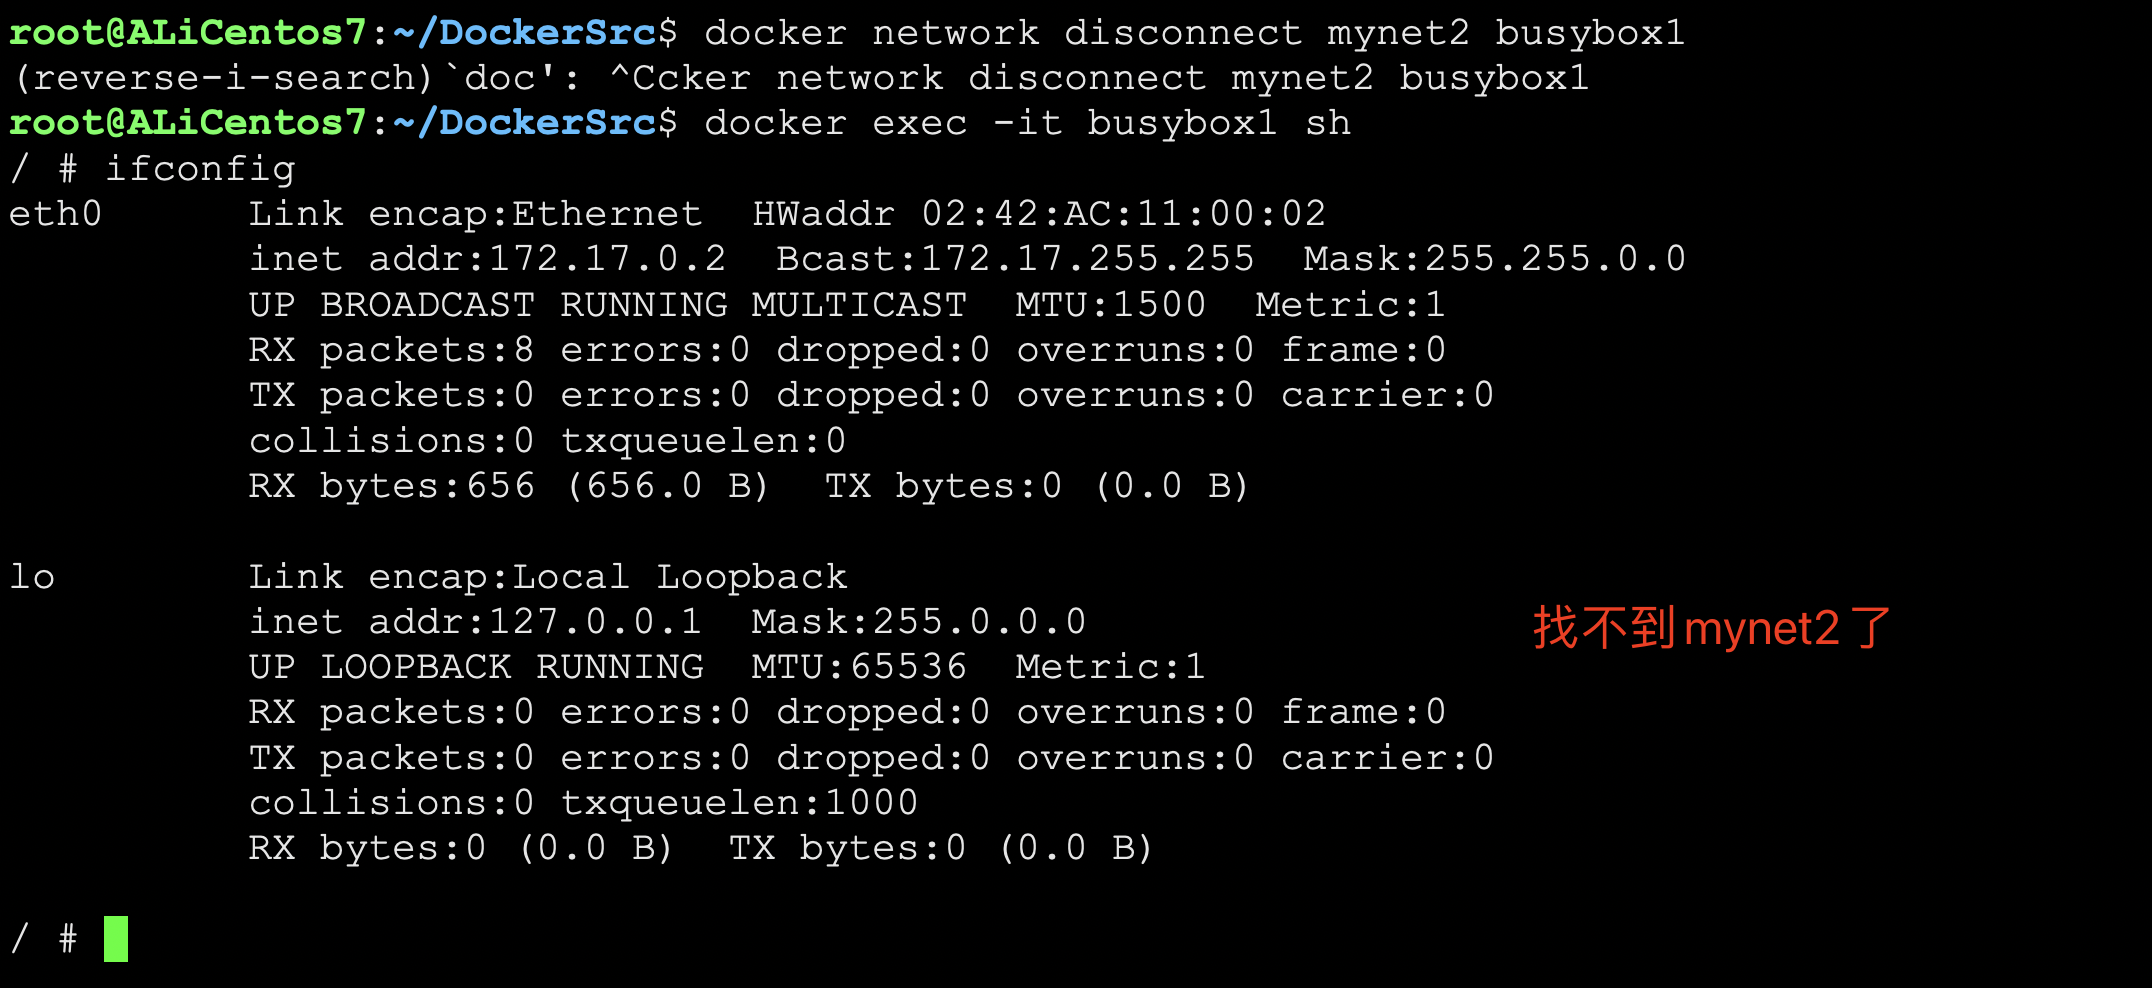 root@ALiCentos7:~/DockerSrc$ docker network disconnect mynet2 busybox1
(reverse-i-search)`doc': ^Ccker network disconnect mynet2 busybox1
root@ALiCentos7:~/DockerSrc$ docker exec -it busybox1 sh
/ # ifconfig
eth0      Link encap:Ethernet  HWaddr 02:42:AC:11:00:02
          inet addr:172.17.0.2  Bcast:172.17.255.255  Mask:255.255.0.0
          UP BROADCAST RUNNING MULTICAST  MTU:1500  Metric:1
          RX packets:8 errors:0 dropped:0 overruns:0 frame:0
          TX packets:0 errors:0 dropped:0 overruns:0 carrier:0
          collisions:0 txqueuelen:0
          RX bytes:656 (656.0 B)  TX bytes:0 (0.0 B)
lo        Link encap:Local Loopback
          inet addr:127.0.0.1  Mask:255.0.0.0
找不到mynet2了
          UP LOOPBACK RUNNING  MTU:65536  Metric:1
          RX packets:0 errors:0 dropped:0 overruns:0 frame:0
          TX packets:0 errors:0 dropped:0 overruns:0 carrier:0
          collisions:0 txqueuelen:1000
          RX bytes:0 (0.0 B)  TX bytes:0 (0.0 B)
/ #